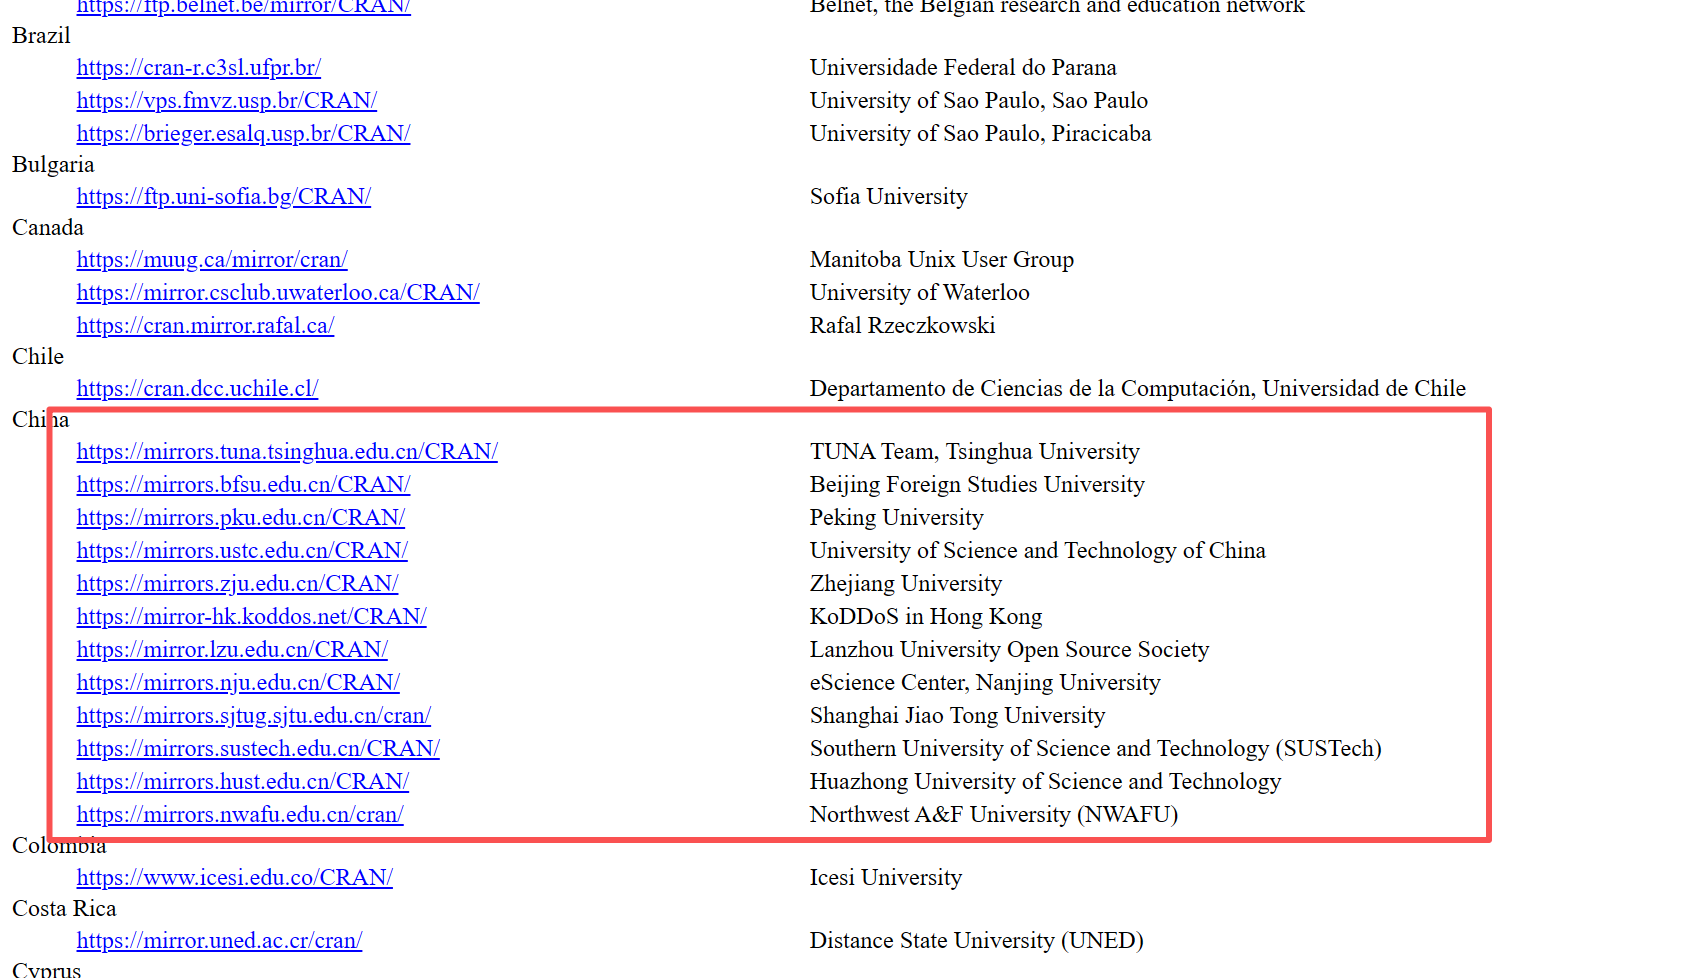 https://ftp.belnet.be/mirror/CRAN/ Belnet, the Belgian research and education network
Brazil
https://cran-r.c3sl.ufpr.br/ Universidade Federal do Parana
https://vps.fmvz.usp.br/CRAN/ University of Sao Paulo, Sao Paulo
https://brieger.esalq.usp.br/CRAN/ University of Sao Paulo, Piracicaba
Bulgaria
https://ftp.uni-sofia.bg/CRAN/ Sofia University
Canada
https://muug.ca/mirror/cran/ Manitoba Unix User Group
https://mirror.csclub.uwaterloo.ca/CRAN/ University of Waterloo
https://cran.mirror.rafal.ca/ Rafal Rzeczkowski
Chile
https://cran.dcc.uchile.cl/ Departamento de Ciencias de la Computación, Universidad de Chile
China
https://mirrors.tuna.tsinghua.edu.cn/CRAN/ TUNA Team, Tsinghua University
https://mirrors.bfsu.edu.cn/CRAN/ Beijing Foreign Studies University
https://mirrors.pku.edu.cn/CRAN/ Peking University
https://mirrors.ustc.edu.cn/CRAN/ University of Science and Technology of China
https://mirrors.zju.edu.cn/CRAN/ Zhejiang University
https://mirror-hk.koddos.net/CRAN/ KoDDoS in Hong Kong
https://mirror.lzu.edu.cn/CRAN/ Lanzhou University Open Source Society
https://mirrors.nju.edu.cn/CRAN/ eScience Center, Nanjing University
https://mirrors.sjtug.sjtu.edu.cn/cran/ Shanghai Jiao Tong University
https://mirrors.sustech.edu.cn/CRAN/ Southern University of Science and Technology (SUSTech)
https://mirrors.hust.edu.cn/CRAN/ Huazhong University of Science and Technology
https://mirrors.nwafu.edu.cn/cran/ Northwest A&F University (NWAFU)
Colombia
https://www.icesi.edu.co/CRAN/ Icesi University
Costa Rica
https://mirror.uned.ac.cr/cran/ Distance State University (UNED)
Cyprus